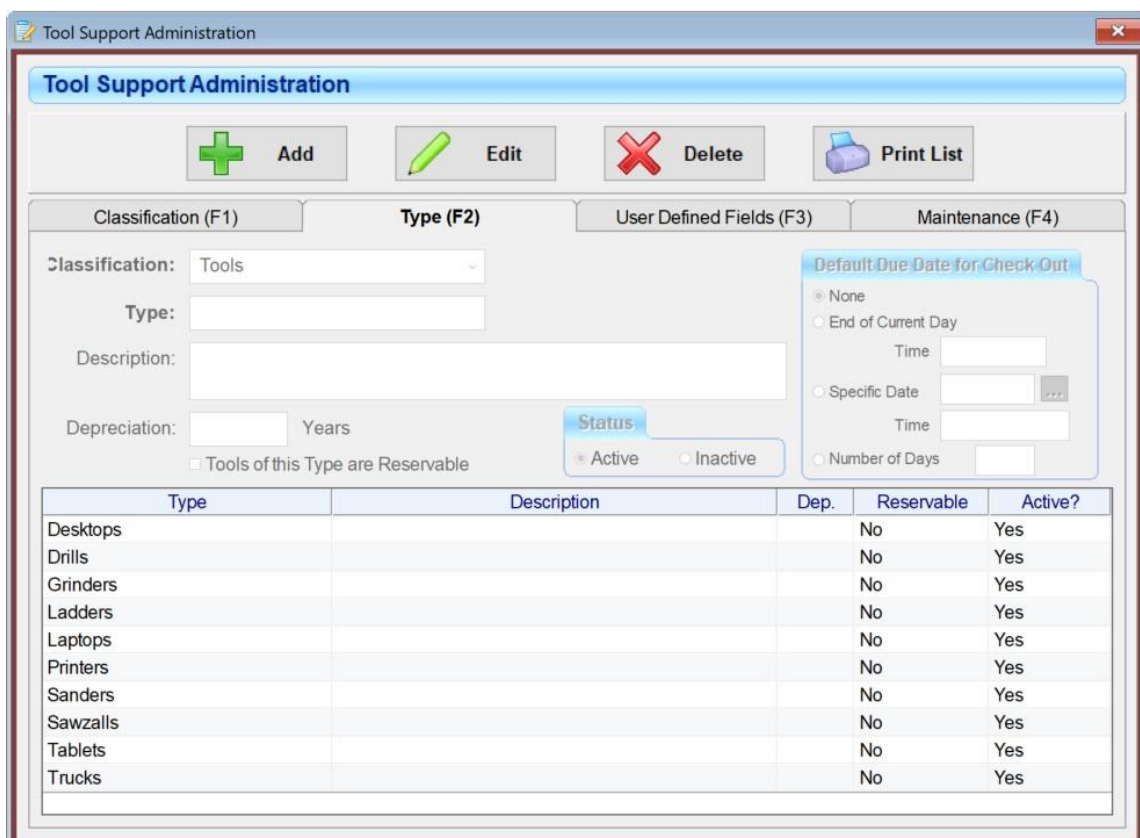 Tool Support Administration
Tool Support Administration
Add Edit Delete Print List
Classification (F1) Type (F2) User Defined Fields (F3) Maintenance (F4)
Classification: Tools
Type:
Description:
Depreciation: Years
Tools of this Type are Reservable
Status
Active Inactive
Default Due Date for Check Out
None
End of Current Day
Time
Specific Date ...
Time
Number of Days
Type Description Dep. Reservable Active?
Desktops No Yes
Drills No Yes
Grinders No Yes
Ladders No Yes
Laptops No Yes
Printers No Yes
Sanders No Yes
Sawzalls No Yes
Tablets No Yes
Trucks No Yes